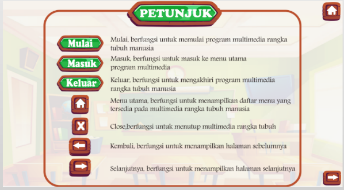 PETUNJUK
Mulai
Mulai, berfungsi untuk memulai program multimedia rangka
tubuh manusia
Masuk
Masuk, berfungsi untuk masuk ke menu utama
program multimedia
Keluar
Keluar, berfungsi untuk mengakhiri program multimedia
rangka tubuh manusia
Menu utama, berfungsi untuk menampilkan daftar menu yang
tersedia pada multimedia rangka tubuh manusia
X
Close,berfungsi untuk menutup multimedia rangka tubuh
Kembali, berfungsi untuk menampilkan halaman sebelumnya
Selanjutnya, berfungsi untuk menampilkan halaman selanjutnya